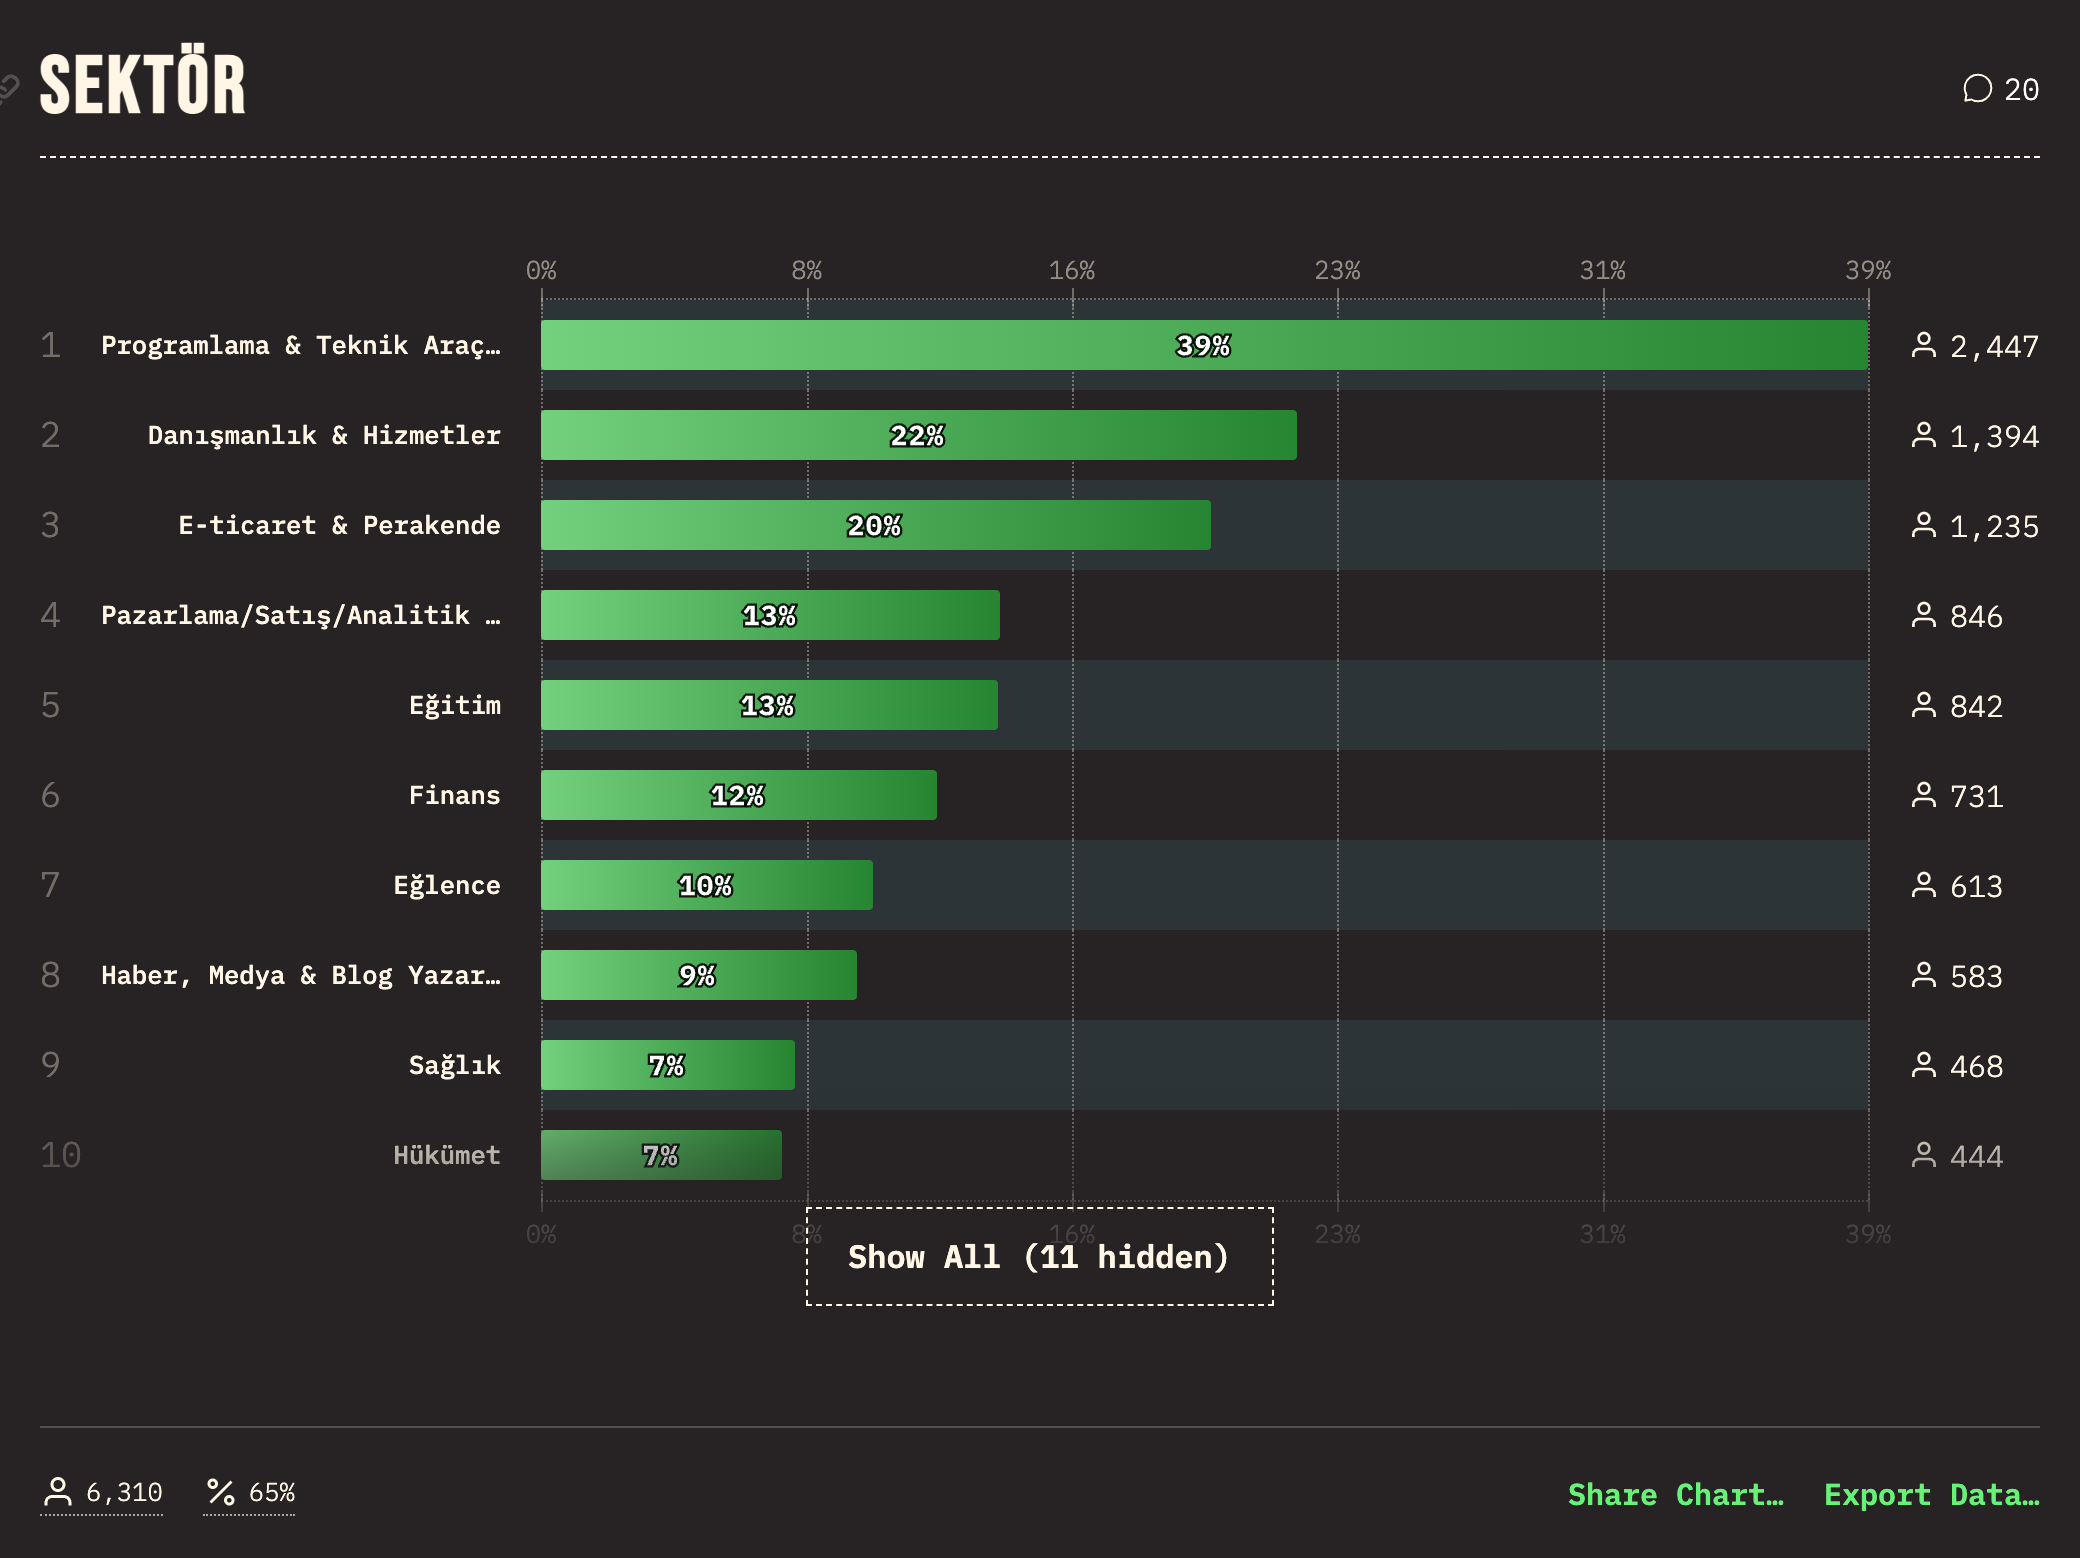 SEKTÖR
20
0% 8% 16% 23% 31% 39%
1 Programlama & Teknik Araç… 39% 2,447
2 Danışmanlık & Hizmetler 22% 1,394
3 E-ticaret & Perakende 20% 1,235
4 Pazarlama/Satış/Analitik … 13% 846
5 Eğitim 13% 842
6 Finans 12% 731
7 Eğlence 10% 613
8 Haber, Medya & Blog Yazar… 9% 583
9 Sağlık 7% 468
10 Hükümet 7% 444
0% 8% 16% 23% 31% 39%
Show All (11 hidden)
6,310 65% Share Chart… Export Data…